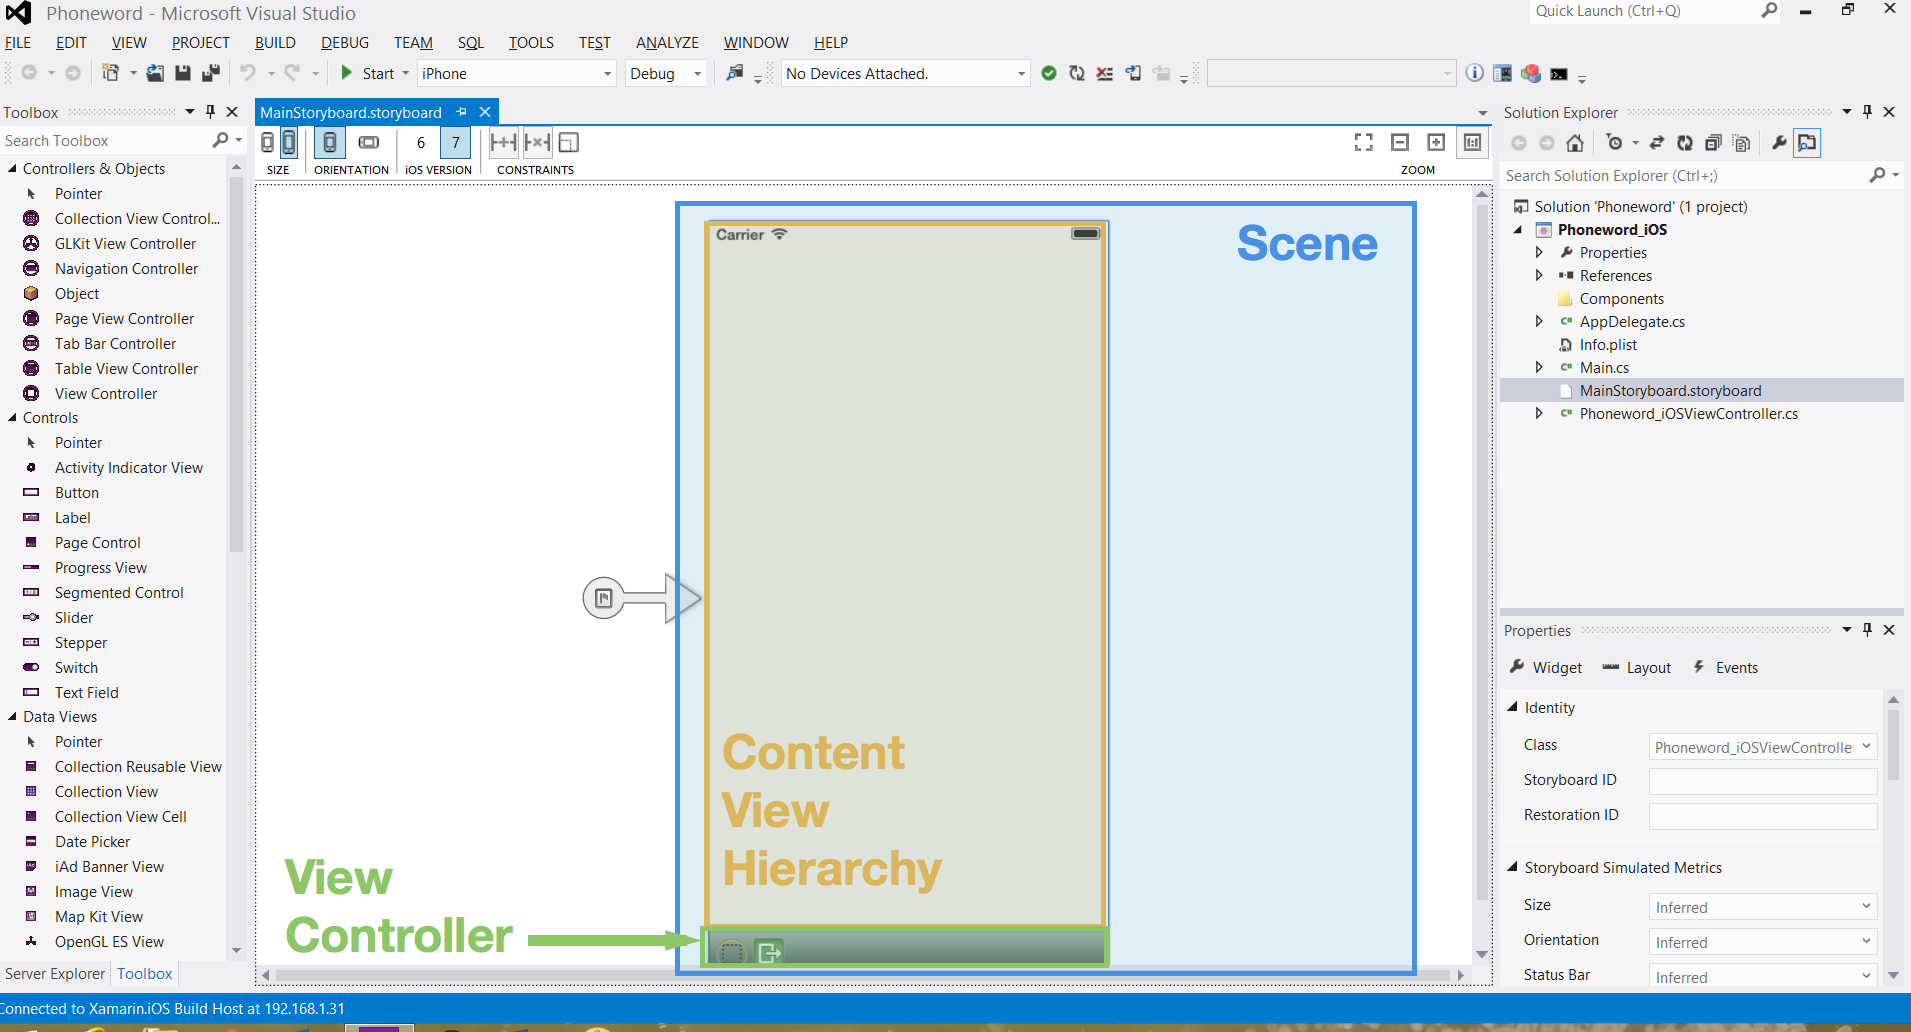 Phoneword - Microsoft Visual Studio
Quick Launch (Ctrl+Q)
FILE EDIT VIEW PROJECT BUILD DEBUG TEAM SQL TOOLS TEST ANALYZE WINDOW HELP
Start iPhone Debug No Devices Attached.
Toolbox
Search Toolbox
Controllers & Objects
Pointer
Collection View Control...
GLKit View Controller
Navigation Controller
Object
Page View Controller
Tab Bar Controller
Table View Controller
View Controller
Controls
Pointer
Activity Indicator View
Button
Label
Page Control
Progress View
Segmented Control
Slider
Stepper
Switch
Text Field
Data Views
Pointer
Collection Reusable View
Collection View
Collection View Cell
Date Picker
iAd Banner View
Image View
Map Kit View
OpenGL ES View
Server Explorer Toolbox
MainStoryboard.storyboard
6 7
SIZE ORIENTATION iOS VERSION CONSTRAINTS ZOOM
Carrier
Scene
Content
View
Hierarchy
View
Controller
Solution Explorer
Search Solution Explorer (Ctrl+;)
Solution 'Phoneword' (1 project)
Phoneword_iOS
Properties
References
Components
AppDelegate.cs
Info.plist
Main.cs
MainStoryboard.storyboard
Phoneword_iOSViewController.cs
Properties
Widget Layout Events
Identity
Class Phoneword_iOSViewController
Storyboard ID
Restoration ID
Storyboard Simulated Metrics
Size Inferred
Orientation Inferred
Status Bar Inferred
Connected to Xamarin.iOS Build Host at 192.168.1.31